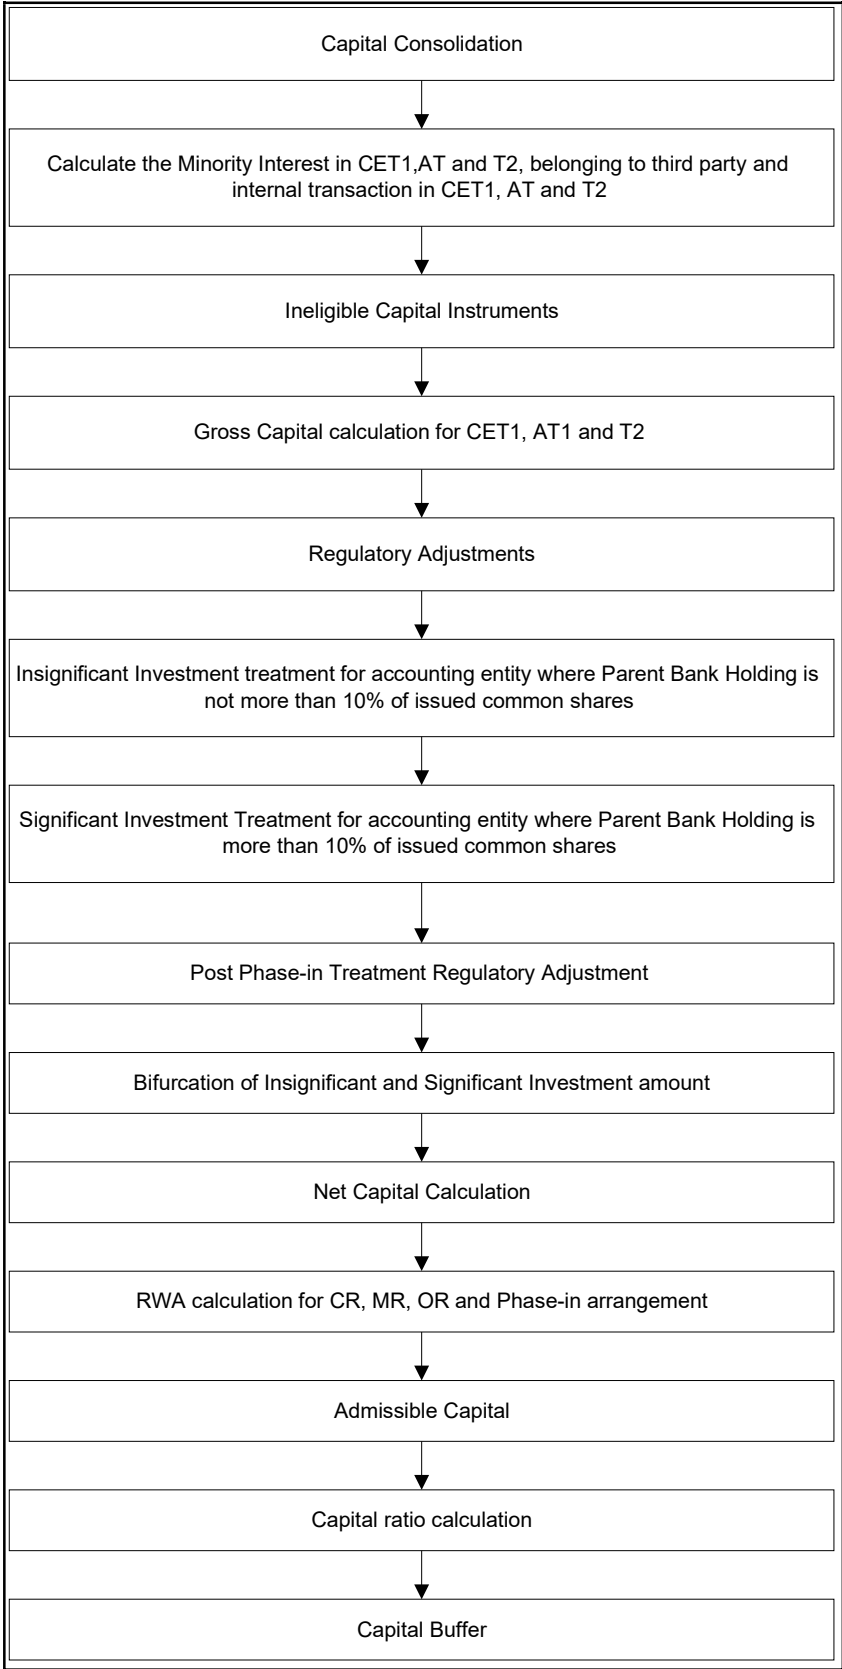 Capital Consolidation
Calculate the Minority Interest in CET1,AT and T2, belonging to third party and
internal transaction in CET1, AT and T2
Ineligible Capital Instruments
Gross Capital calculation for CET1, AT1 and T2
Regulatory Adjustments
Insignificant Investment treatment for accounting entity where Parent Bank Holding is
not more than 10% of issued common shares
Significant Investment Treatment for accounting entity where Parent Bank Holding is
more than 10% of issued common shares
Post Phase-in Treatment Regulatory Adjustment
Bifurcation of Insignificant and Significant Investment amount
Net Capital Calculation
RWA calculation for CR, MR, OR and Phase-in arrangement
Admissible Capital
Capital ratio calculation
Capital Buffer